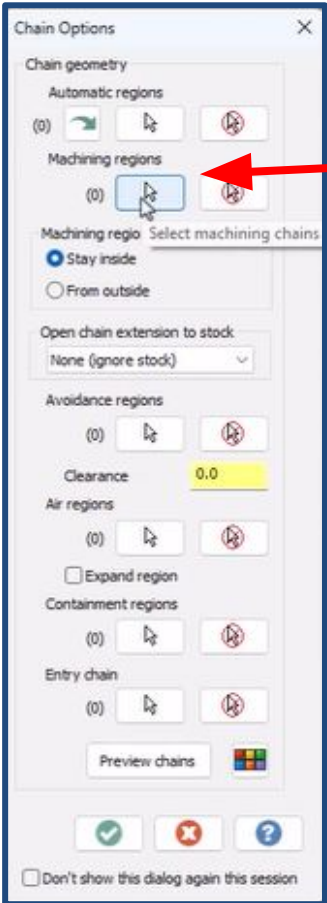 Chain Options
Chain geometry
Automatic regions
(0)
Machining regions
(0)
Machining regio
Select machining chains
Stay inside
From outside
Open chain extension to stock
None (ignore stock)
Avoidance regions
(0)
Clearance 0.0
Air regions
(0)
Expand region
Containment regions
(0)
Entry chain
(0)
Preview chains
Don't show this dialog again this session